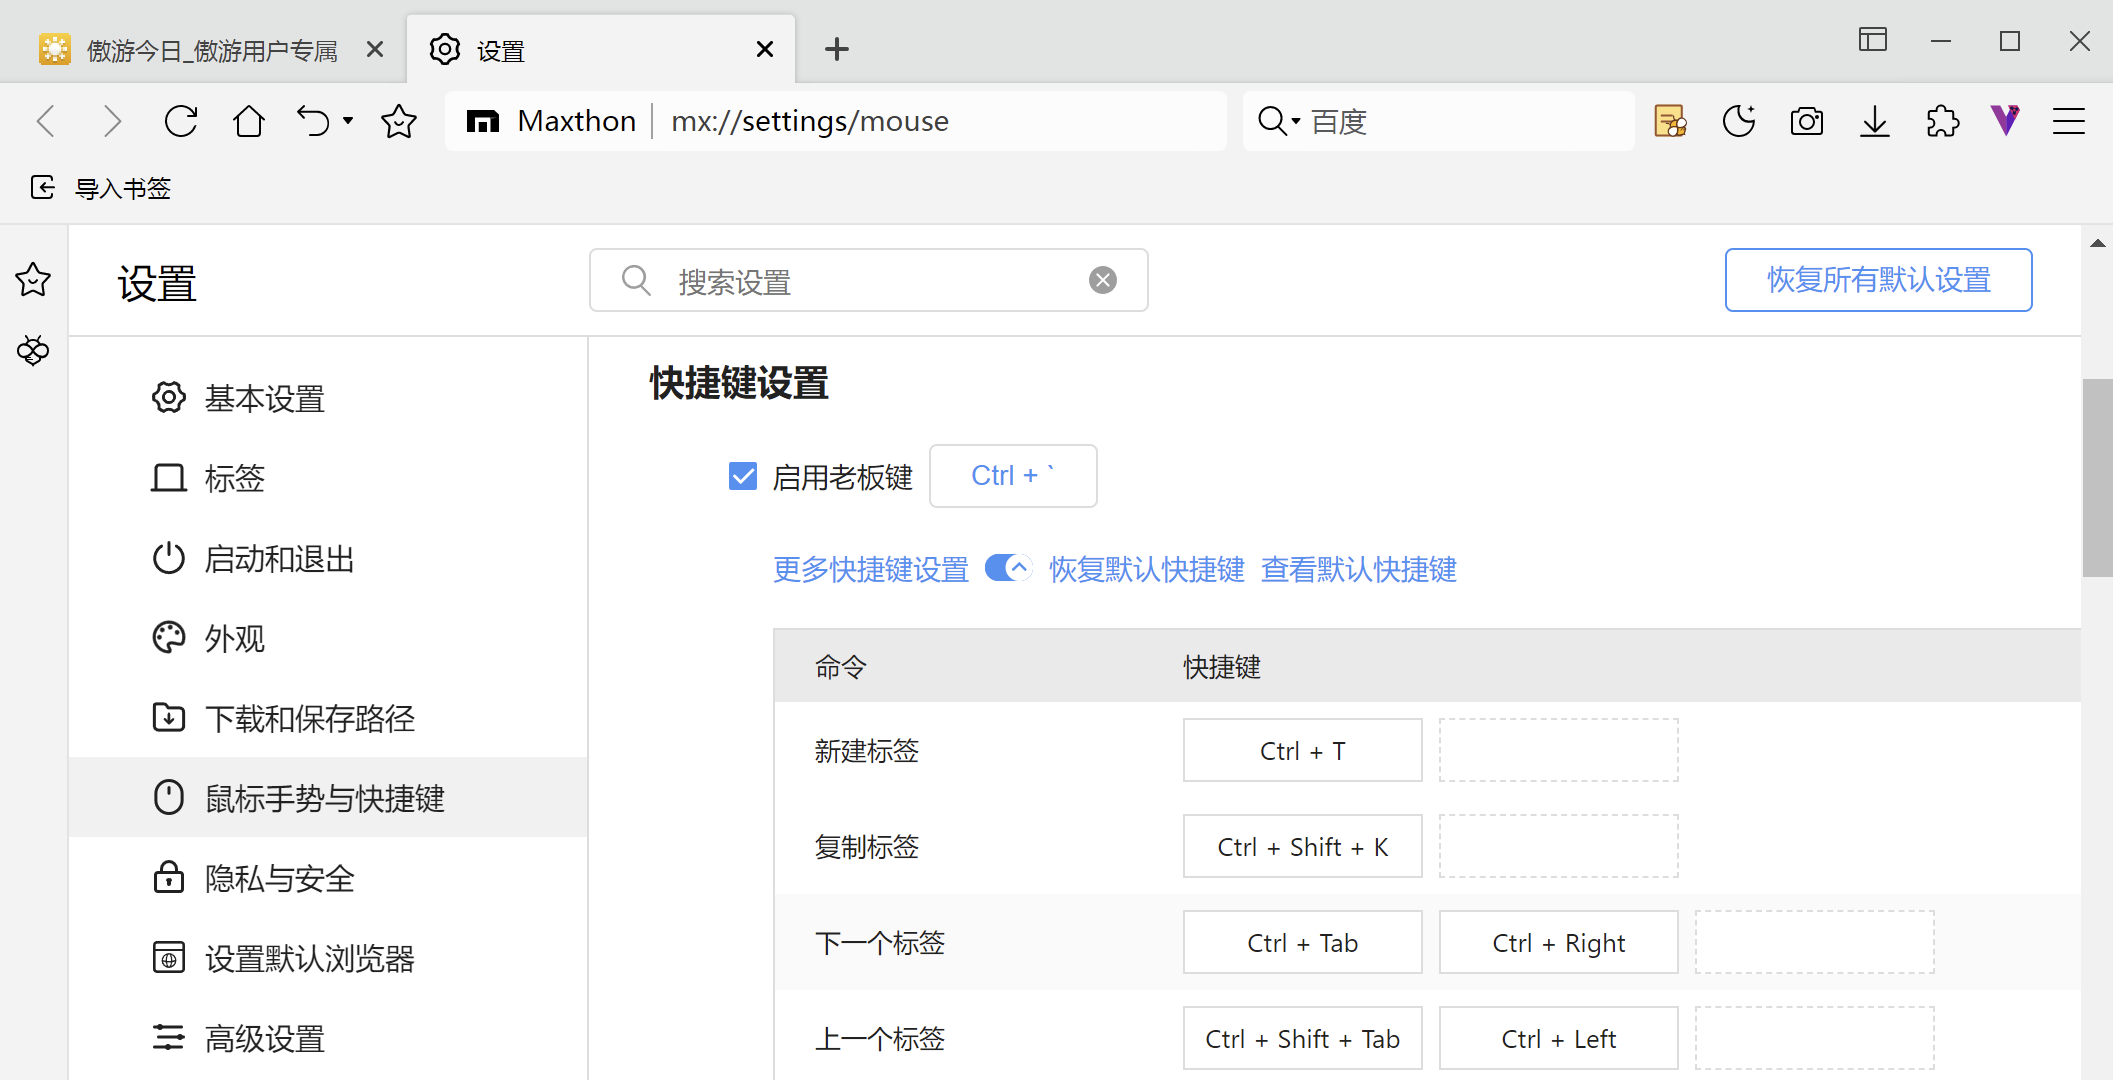 傲游今日_傲游用户专属
设置
Maxthon
mx://settings/mouse
百度
导入书签
设置
搜索设置
恢复所有默认设置
基本设置
标签
启动和退出
外观
下载和保存路径
鼠标手势与快捷键
隐私与安全
设置默认浏览器
高级设置
快捷键设置
启用老板键 Ctrl + `
更多快捷键设置 恢复默认快捷键 查看默认快捷键
命令 快捷键
新建标签 Ctrl + T
复制标签 Ctrl + Shift + K
下一个标签 Ctrl + Tab Ctrl + Right
上一个标签 Ctrl + Shift + Tab Ctrl + Left